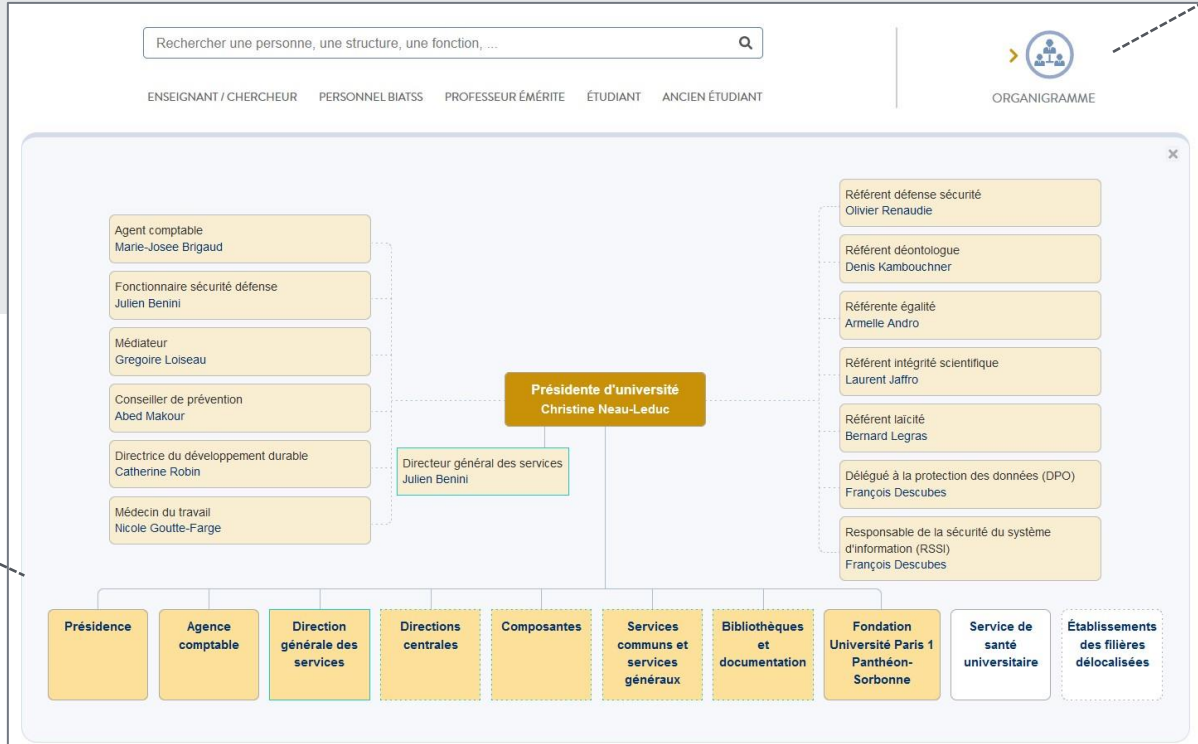 Rechercher une personne, une structure, une fonction, ...
ENSEIGNANT / CHERCHEUR PERSONNEL BIATSS PROFESSEUR ÉMÉRITE ÉTUDIANT ANCIEN ÉTUDIANT
ORGANIGRAMME
Agent comptable
Marie-Josee Brigaud
Fonctionnaire sécurité défense
Julien Benini
Médiateur
Gregoire Loiseau
Conseiller de prévention
Abed Makour
Directrice du développement durable
Catherine Robin
Médecin du travail
Nicole Goutte-Farge
Présidente d'université
Christine Neau-Leduc
Directeur général des services
Julien Benini
Référent défense sécurité
Olivier Renaudie
Référent déontologue
Denis Kambouchner
Référente égalité
Armelle Andro
Référent intégrité scientifique
Laurent Jaffro
Référent laïcité
Bernard Legras
Délégué à la protection des données (DPO)
François Descubes
Responsable de la sécurité du système
d'information (RSSI)
François Descubes
Présidence
Agence
comptable
Direction
générale des
services
Directions
centrales
Composantes
Services
communs et
services
généraux
Bibliothèques
et
documentation
Fondation
Université Paris 1
Panthéon-
Sorbonne
Service de
santé
universitaire
Établissements
des filières
délocalisées